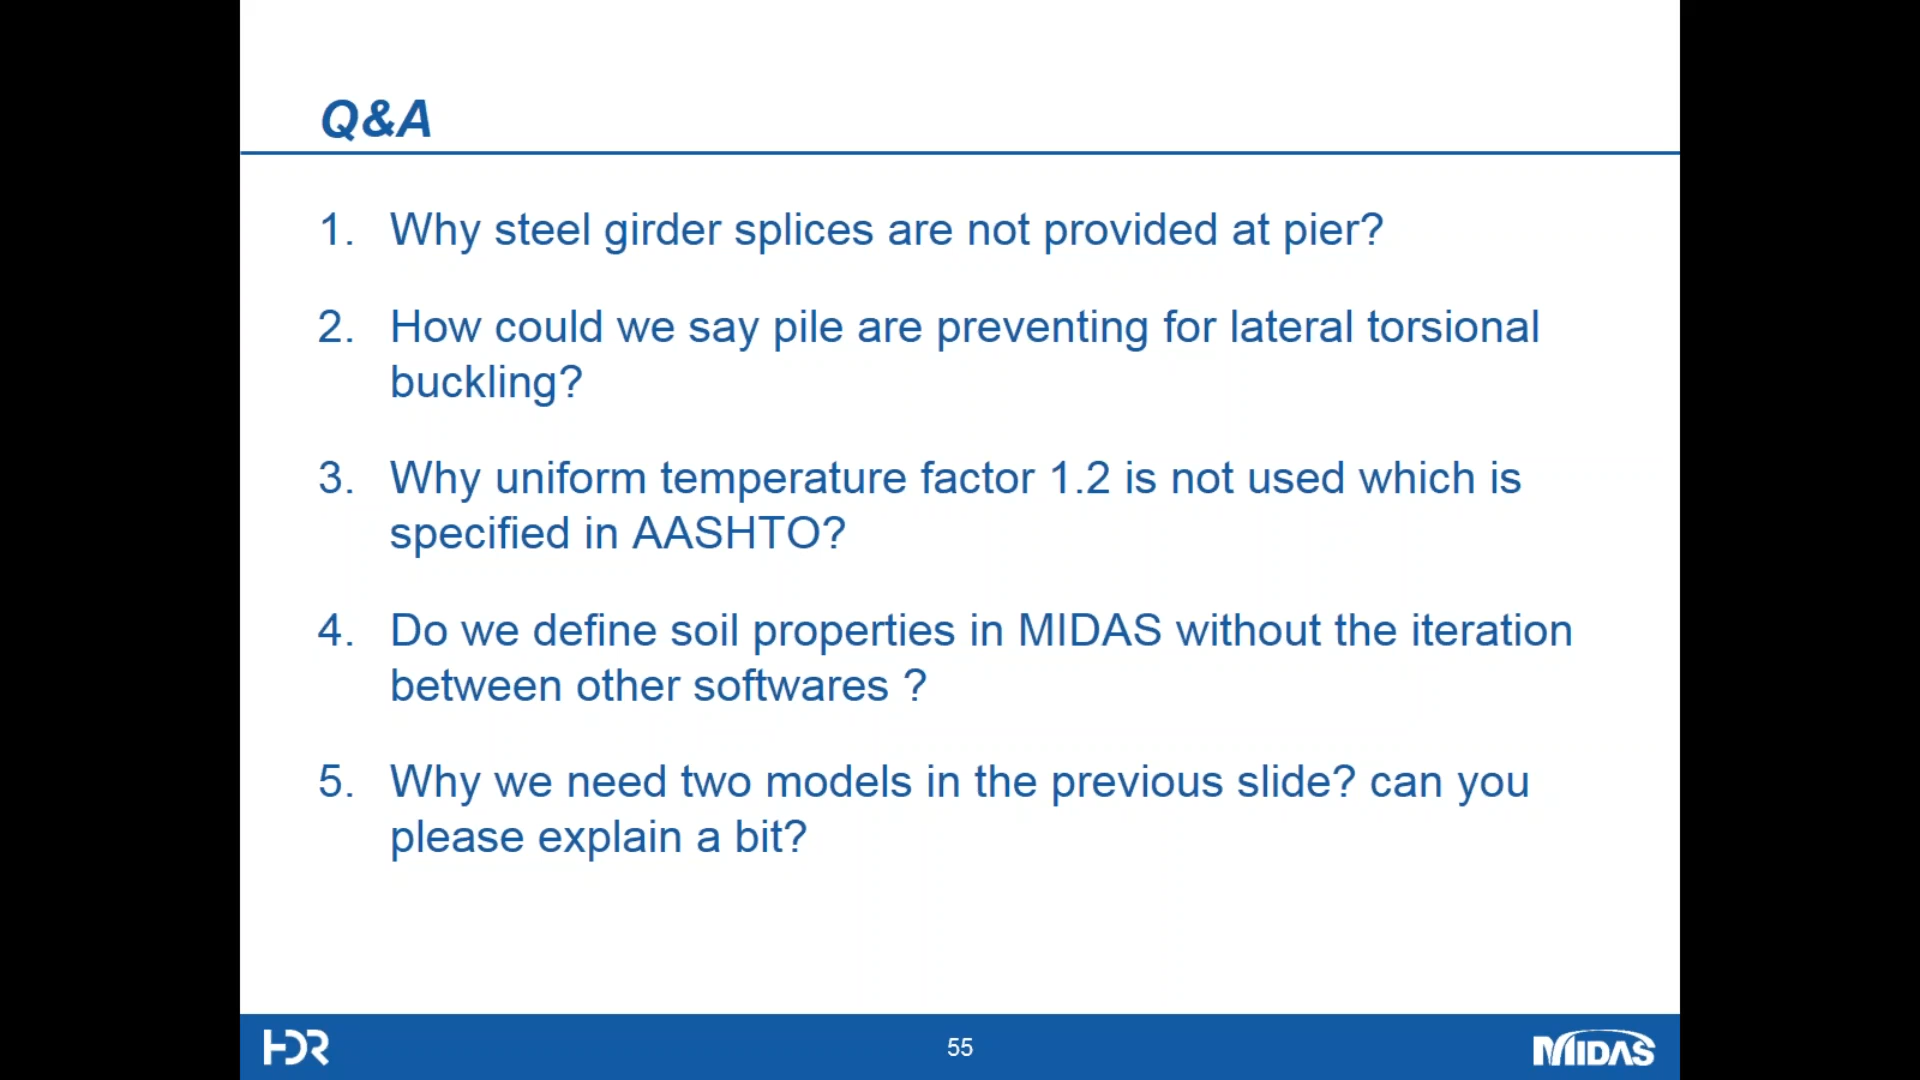 Q&A
1. Why steel girder splices are not provided at pier?
2. How could we say pile are preventing for lateral torsional
buckling?
3. Why uniform temperature factor 1.2 is not used which is
specified in AASHTO?
4. Do we define soil properties in MIDAS without the iteration
between other softwares ?
5. Why we need two models in the previous slide? can you
please explain a bit?
HDR
55
MIDAS